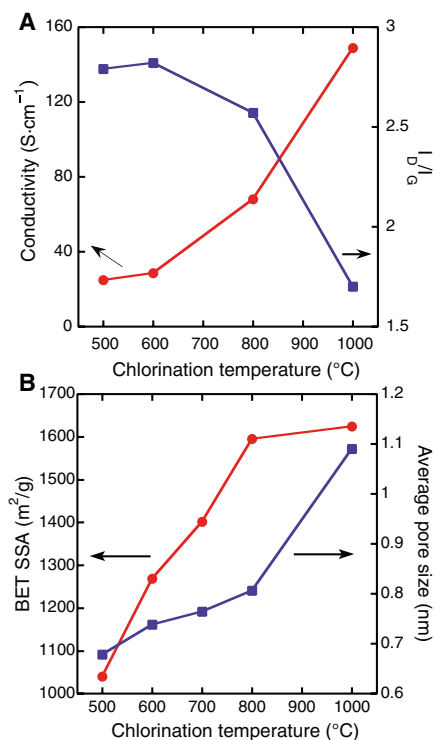 A
160
140
80
40
0
Conductivity (S·cm⁻¹)
3
2.5
2
1.5
I_D/I_G
500 600 700 800 900 1000
Chlorination temperature (°C)
B
1700
1600
1500
1400
1300
1200
1100
1000
BET SSA (m²/g)
1.2
1.1
1
0.9
0.8
0.7
0.6
Average pore size (nm)
500 600 700 800 900 1000
Chlorination temperature (°C)